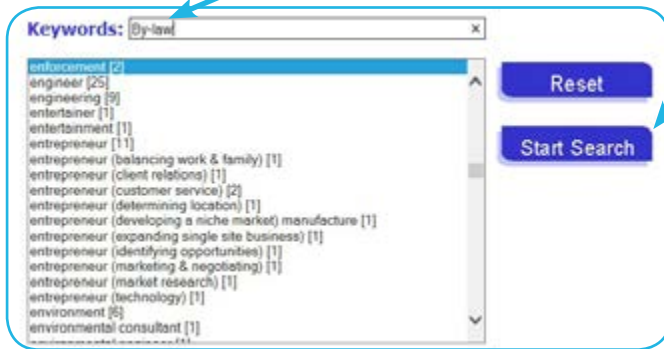 Keywords: By-law
enforcement [2]
engineer [25]
engineering [9]
entertainer [1]
entertainment [1]
entrepreneur [11]
entrepreneur (balancing work & family) [1]
entrepreneur (client relations) [1]
entrepreneur (customer service) [2]
entrepreneur (determining location) [1]
entrepreneur (developing a niche market) manufacture [1]
entrepreneur (expanding single site business) [1]
entrepreneur (identifying opportunities) [1]
entrepreneur (marketing & negotiating) [1]
entrepreneur (market research) [1]
entrepreneur (technology) [1]
environment [6]
environmental consultant [1]
environmental engineer [1]
Reset
Start Search